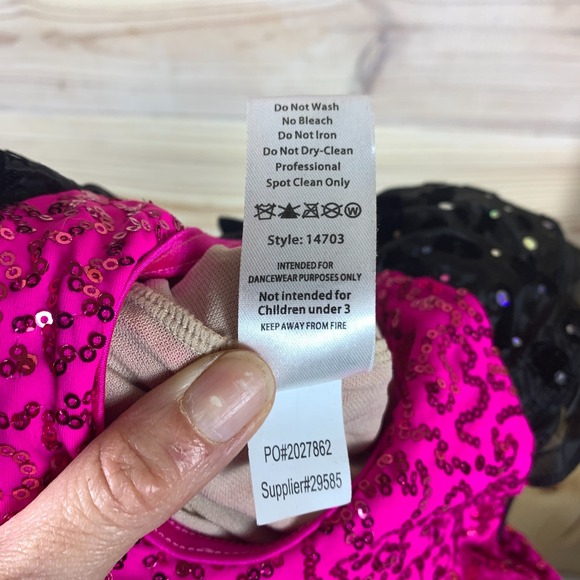 Do Not Wash
No Bleach
Do Not Iron
Do Not Dry-Clean
Professional
Spot Clean Only
Style: 14703
INTENDED FOR
DANCEWEAR PURPOSES ONLY
Not intended for
Children under 3
KEEP AWAY FROM FIRE
PO#2027862
Supplier#29585